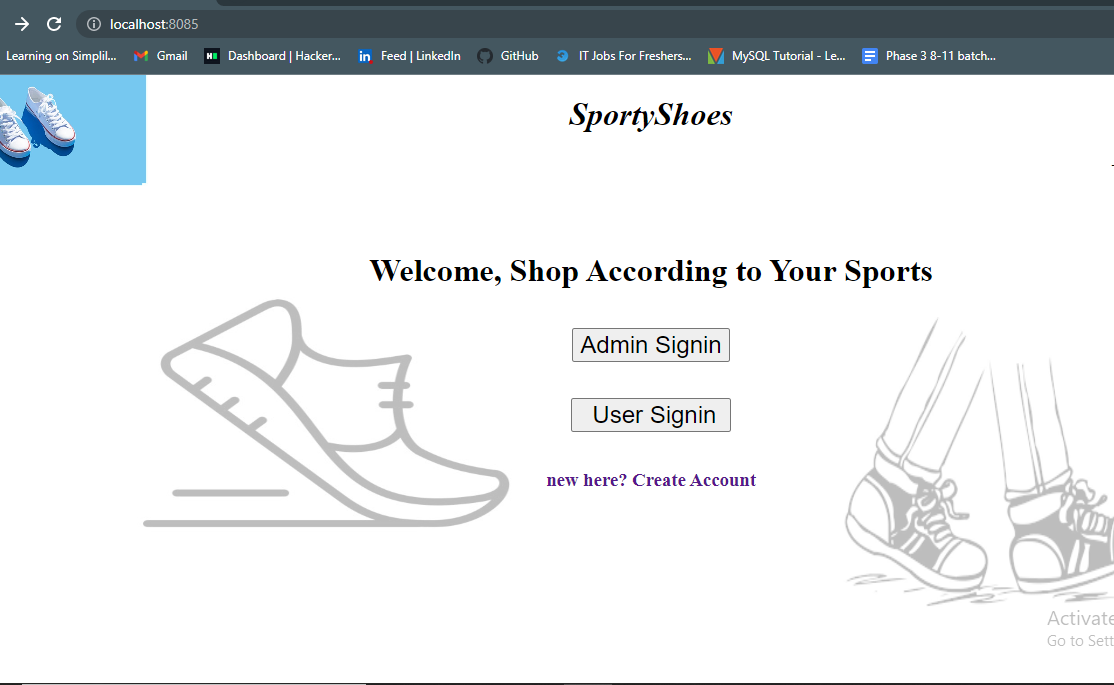 localhost:8085
Learning on Simplil... Gmail Dashboard | Hacker... Feed | LinkedIn GitHub IT Jobs For Freshers... MySQL Tutorial - Le... Phase 3 8-11 batch...
SportyShoes
Welcome, Shop According to Your Sports
Admin Signin
User Signin
new here? Create Account
Activate
Go to Sett